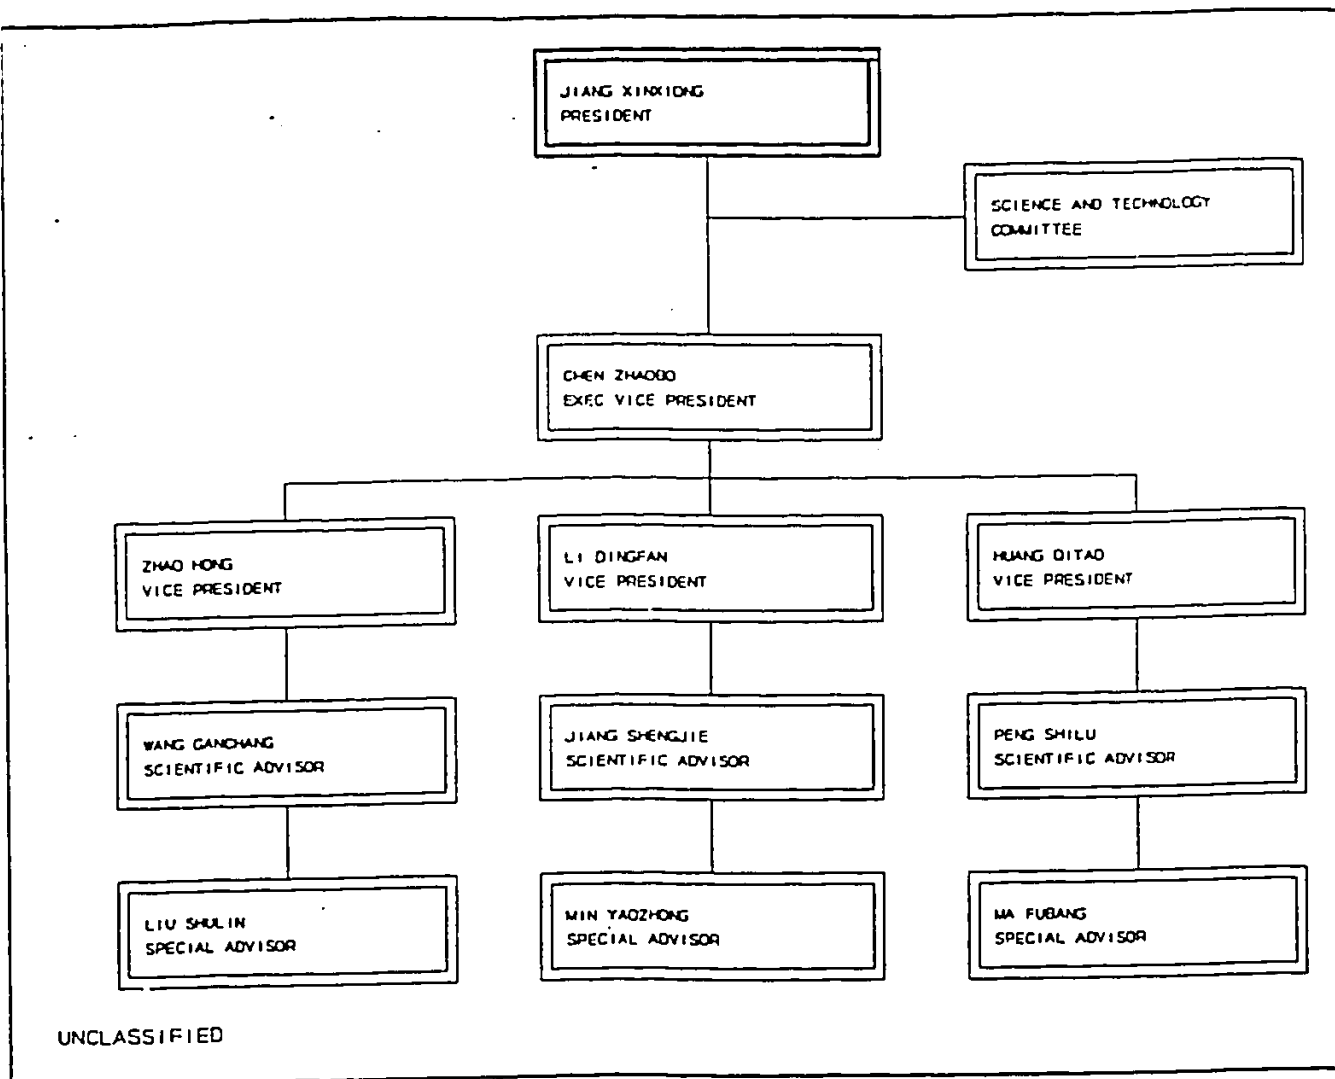 JIANG XINXIONG
PRESIDENT
SCIENCE AND TECHNOLOGY
COMMITTEE
CHEN ZHAOBO
EXEC VICE PRESIDENT
ZHAO HONG
VICE PRESIDENT
LI DINGFAN
VICE PRESIDENT
HUANG QITAO
VICE PRESIDENT
WANG GANCHANG
SCIENTIFIC ADVISOR
JIANG SHENGJIE
SCIENTIFIC ADVISOR
PENG SHILU
SCIENTIFIC ADVISOR
LIU SHULIN
SPECIAL ADVISOR
MIN YAOZHONG
SPECIAL ADVISOR
MA FUBANG
SPECIAL ADVISOR
UNCLASSIFIED